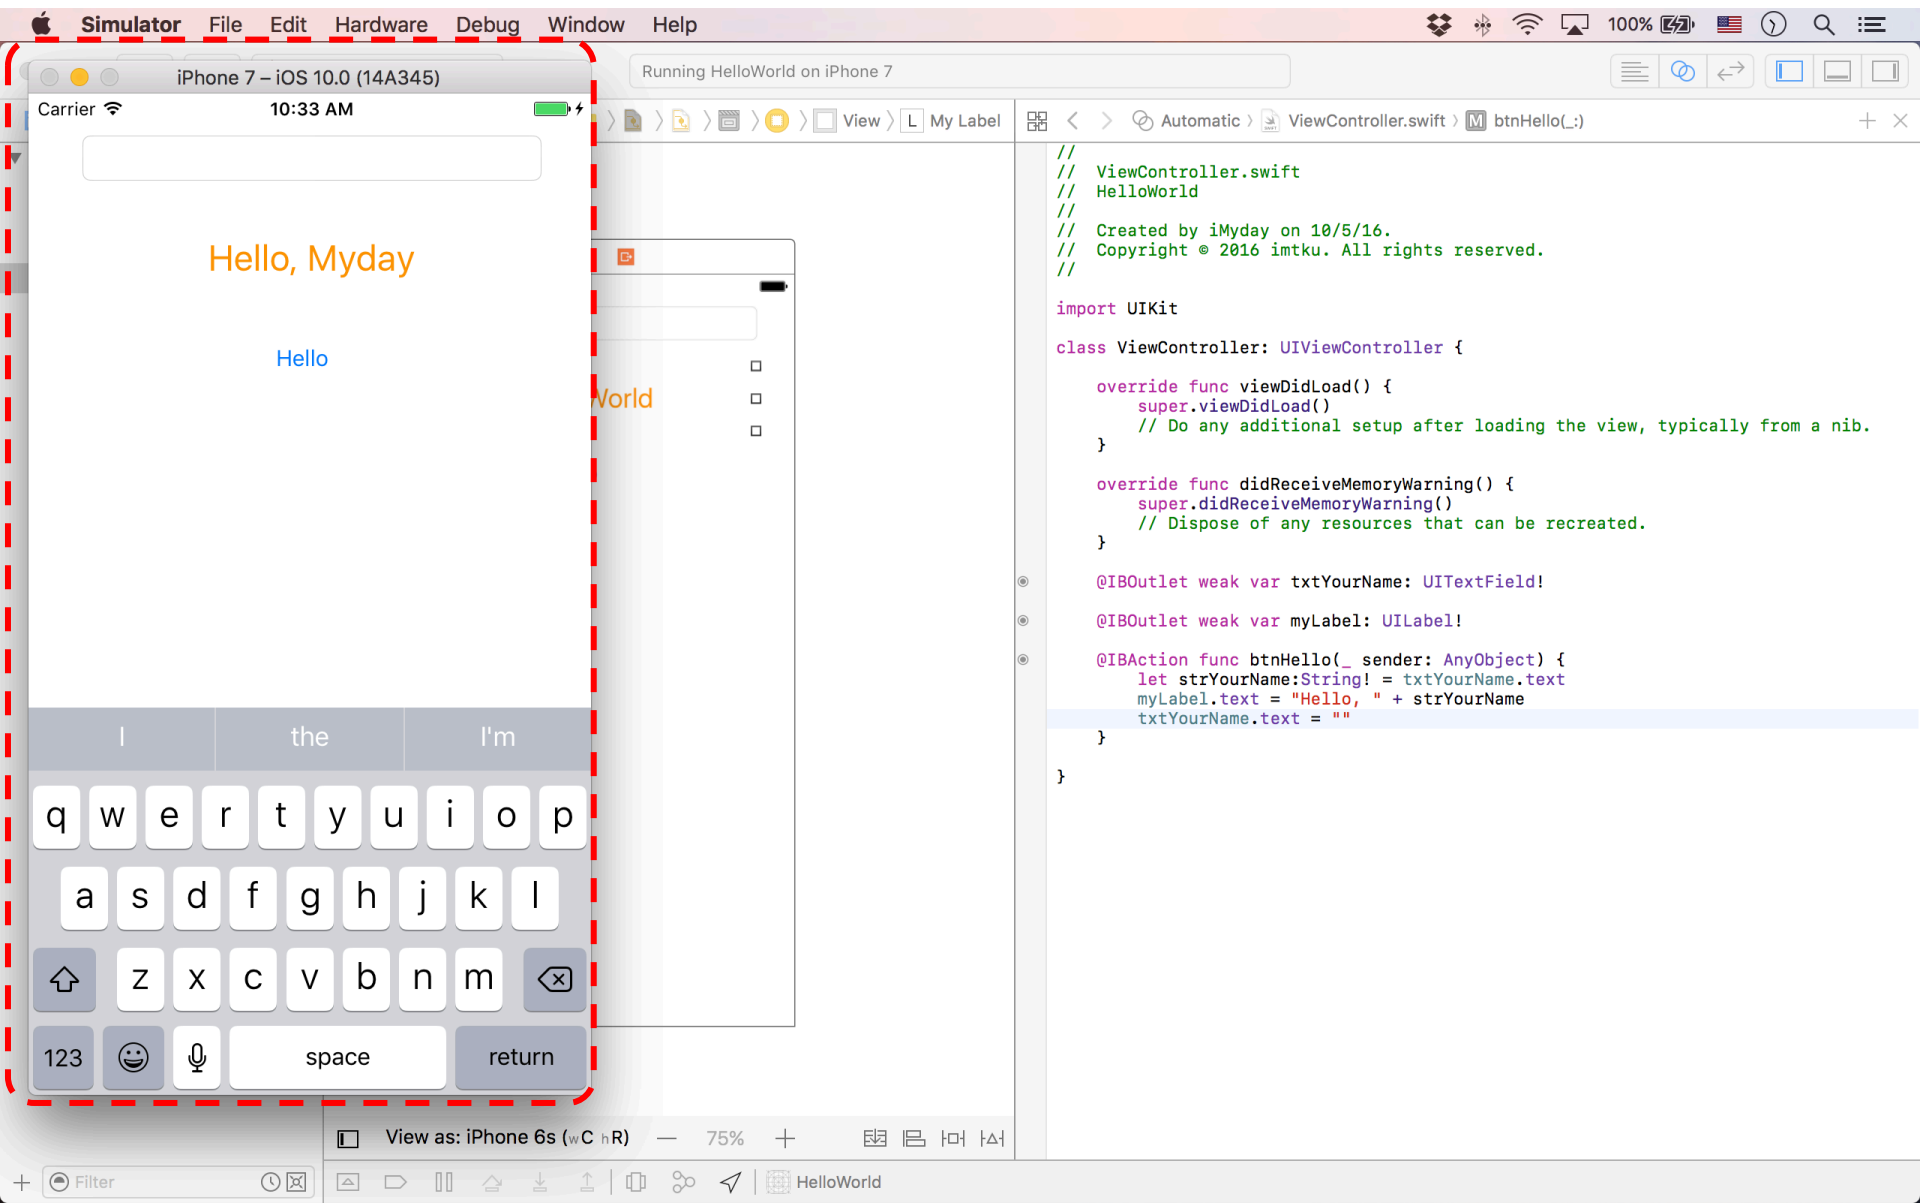 Simulator File Edit Hardware Debug Window Help 100%
iPhone 7 – iOS 10.0 (14A345)
Running HelloWorld on iPhone 7
Carrier 10:33 AM
View L My Label
Automatic ViewController.swift M btnHello(_:)
Hello, Myday
Hello
World
//
// ViewController.swift
// HelloWorld
//
// Created by iMyday on 10/5/16.
// Copyright © 2016 imtku. All rights reserved.
//
import UIKit
class ViewController: UIViewController {
override func viewDidLoad() {
super.viewDidLoad()
// Do any additional setup after loading the view, typically from a nib.
}
override func didReceiveMemoryWarning() {
super.didReceiveMemoryWarning()
// Dispose of any resources that can be recreated.
}
@IBOutlet weak var txtYourName: UITextField!
@IBOutlet weak var myLabel: UILabel!
@IBAction func btnHello(_ sender: AnyObject) {
let strYourName:String! = txtYourName.text
myLabel.text = "Hello, " + strYourName
txtYourName.text = ""
}
}
I the I'm
q w e r t y u i o p
a s d f g h j k l
z x c v b n m
123 space return
View as: iPhone 6s (wC hR) — 75% +
Filter
HelloWorld